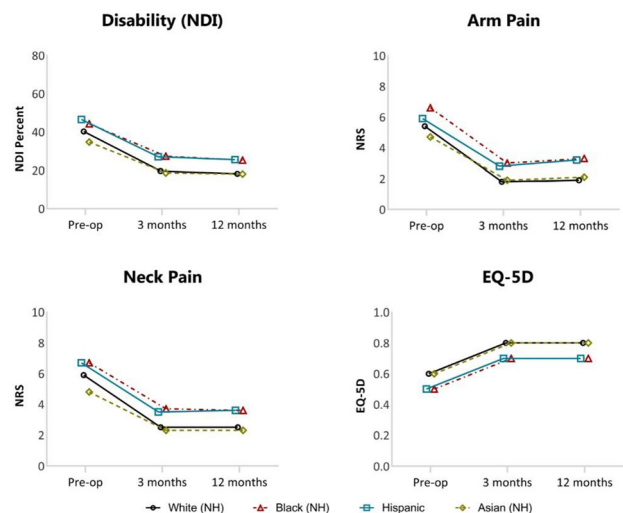 Disability (NDI)
80
60
40
20
0
NDI Percent
Pre-op 3 months 12 months
Arm Pain
10
8
6
4
2
0
NRS
Pre-op 3 months 12 months
Neck Pain
10
8
6
4
2
0
NRS
Pre-op 3 months 12 months
EQ-5D
1.0
0.8
0.6
0.4
0.2
0.0
EQ-5D
Pre-op 3 months 12 months
White (NH) Black (NH) Hispanic Asian (NH)